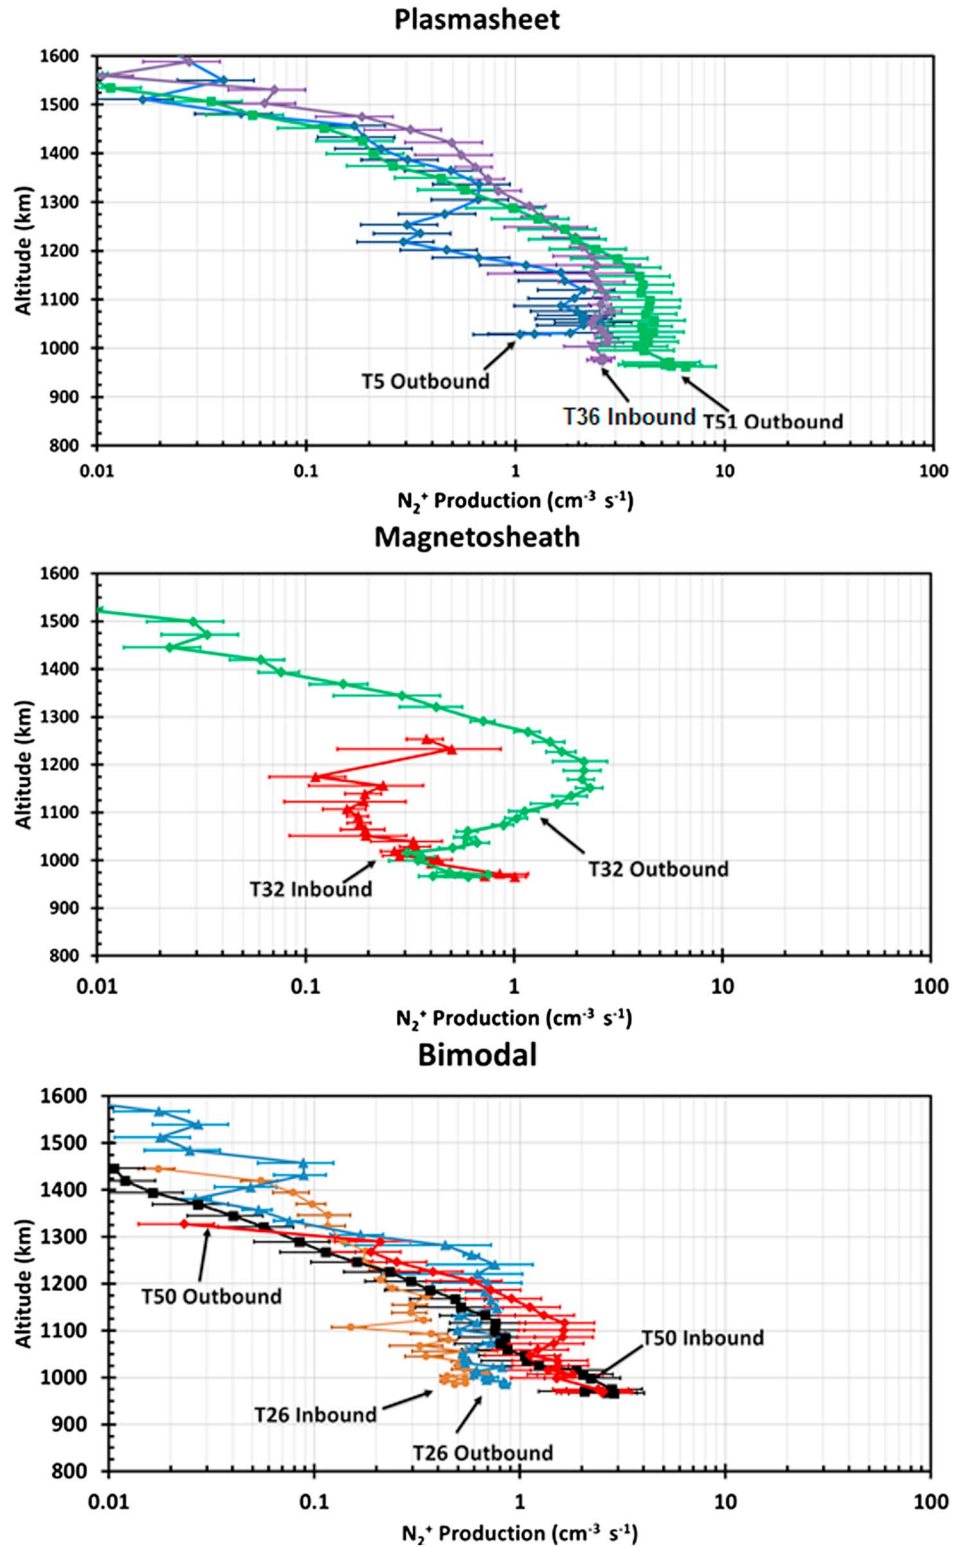 Plasmasheet
1600
1500
1400
1300
1200
1100
1000
900
800
Altitude (km)
T5 Outbound
T36 Inbound
T51 Outbound
0.01 0.1 1 10 100
N₂⁺ Production (cm⁻³ s⁻¹)
Magnetosheath
1600
1500
1400
1300
1200
1100
1000
900
800
Altitude (km)
T32 Outbound
T32 Inbound
0.01 0.1 1 10 100
N₂⁺ Production (cm⁻³ s⁻¹)
Bimodal
1600
1500
1400
1300
1200
1100
1000
900
800
Altitude (km)
T50 Outbound
T50 Inbound
T26 Inbound
T26 Outbound
0.01 0.1 1 10 100
N₂⁺ Production (cm⁻³ s⁻¹)